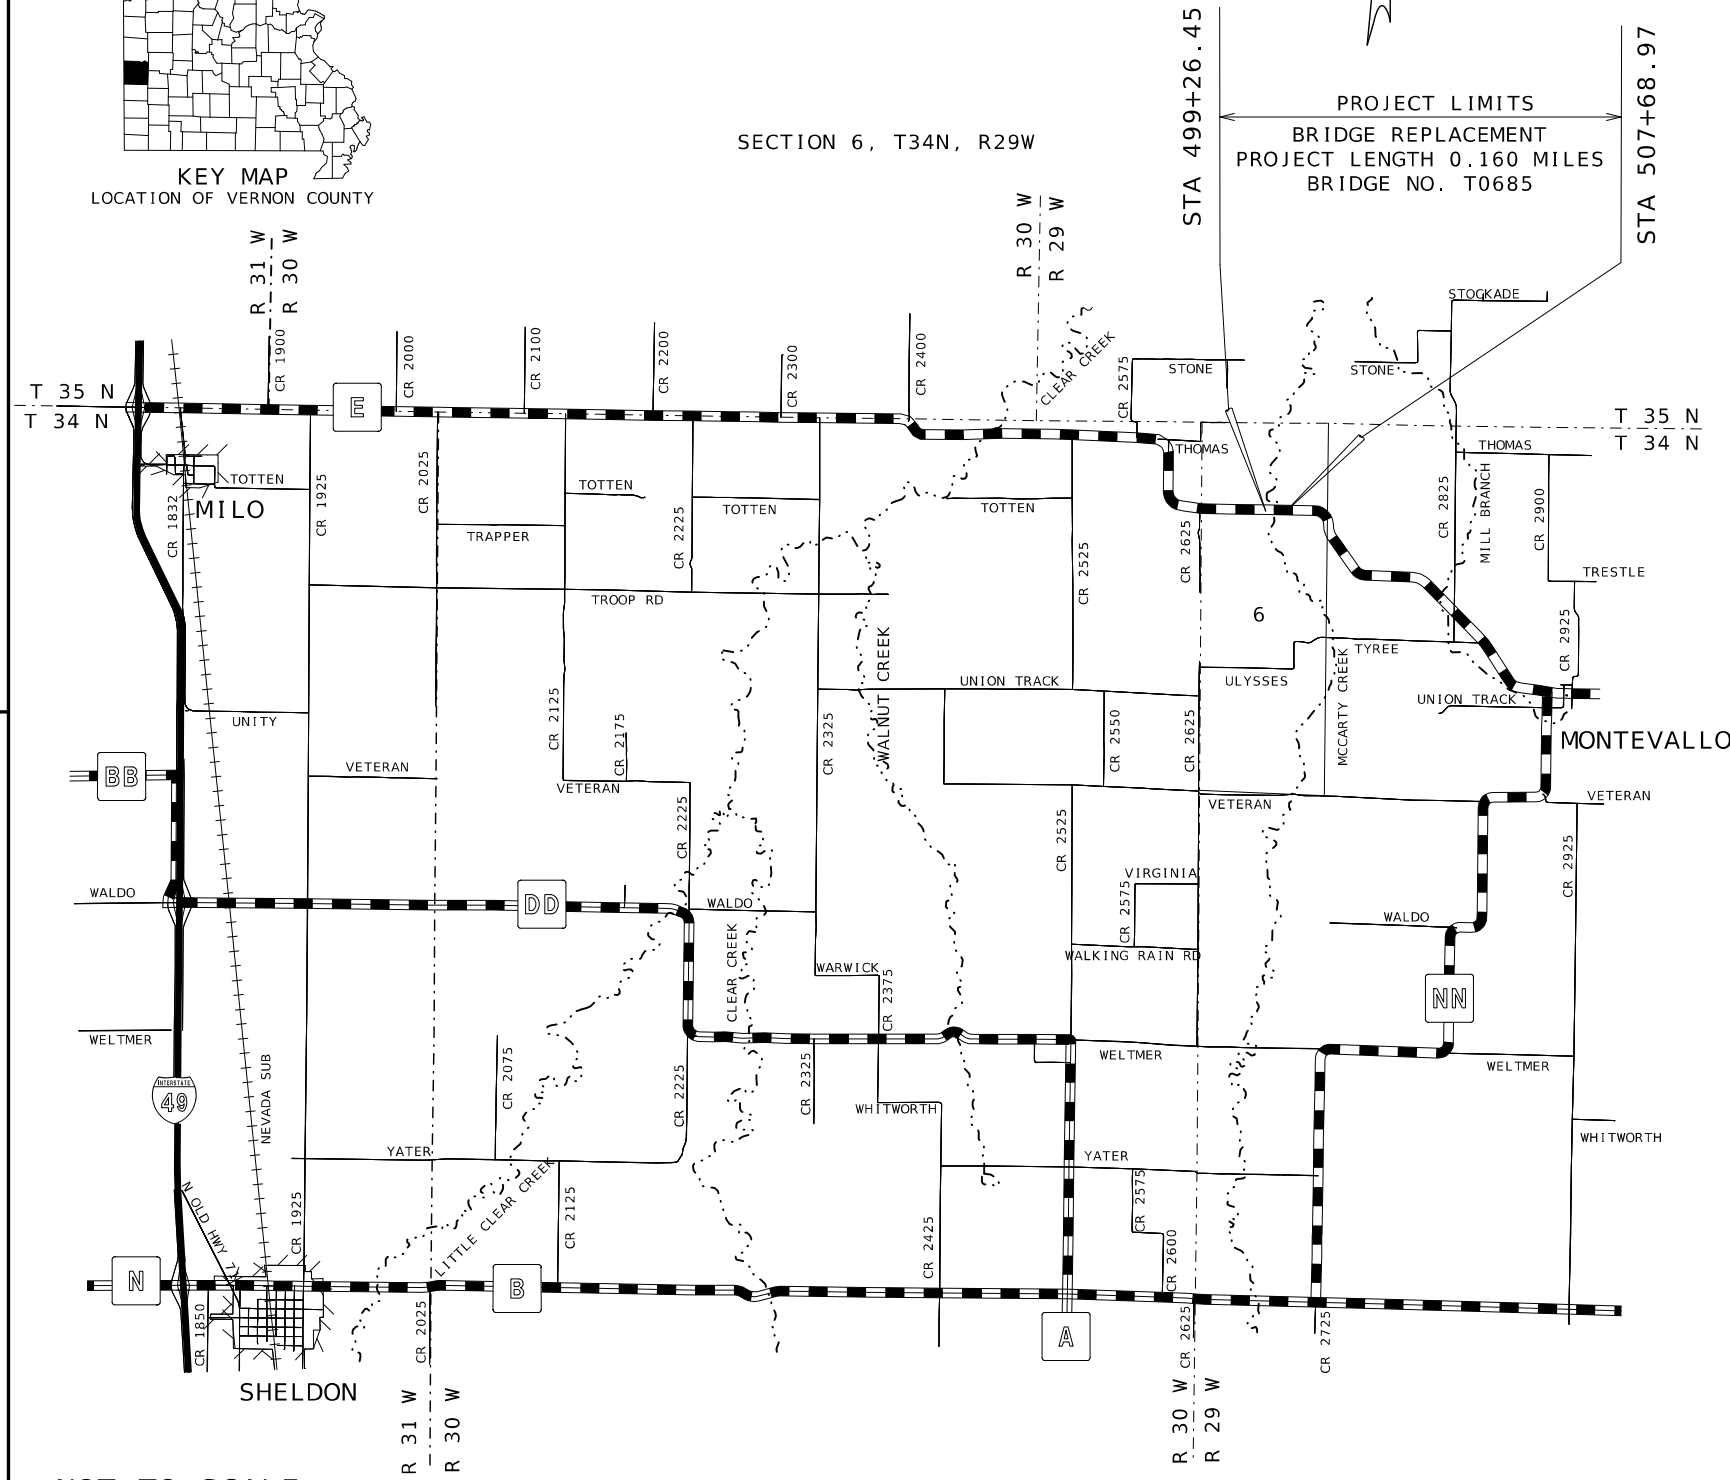 KEY MAP
LOCATION OF VERNON COUNTY
SECTION 6, T34N, R29W
STA 499+26.45
PROJECT LIMITS
BRIDGE REPLACEMENT
PROJECT LENGTH 0.160 MILES
BRIDGE NO. T0685
STA 507+68.97
R 31 W
R 30 W
R 30 W
R 29 W
STOCKADE
CR 1900
CR 2000
CR 2100
CR 2200
CR 2300
CR 2400
CLEAR CREEK
CR 2575
STONE
STONE
T 35 N
T 34 N
E
T 35 N
T 34 N
THOMAS
THOMAS
TOTTEN
MILO
CR 1832
CR 1925
CR 2025
TOTTEN
TRAPPER
CR 2225
TOTTEN
TOTTEN
CR 2525
CR 2625
CR 2825
MILL BRANCH
CR 2900
TRESTLE
TROOP RD
6
WALNUT CREEK
CR 2925
TYREE
MCCARTY CREEK
UNION TRACK
ULYSSES
UNION TRACK
UNITY
CR 2125
CR 2175
CR 2325
CR 2550
CR 2625
MONTEVALLO
BB
VETERAN
VETERAN
VETERAN
VETERAN
CR 2225
CR 2525
CR 2925
VIRGINIA
CR 2575
WALDO
DD
WALDO
WALDO
CLEAR CREEK
WALKING RAIN RD
WARWICK
CR 2375
NN
WELTMER
WELTMER
WELTMER
NEVADA SUB
CR 2075
CR 2225
CR 2325
INTERSTATE
49
WHITWORTH
WHITWORTH
YATER
YATER
LITTLE CLEAR CREEK
N OLD HWY 71
CR 1925
CR 2125
CR 2425
CR 2575
CR 2600
N
B
A
CR 1850
CR 2025
CR 2625
CR 2725
SHELDON
R 31 W
R 30 W
R 30 W
R 29 W
NOT TO SCALE